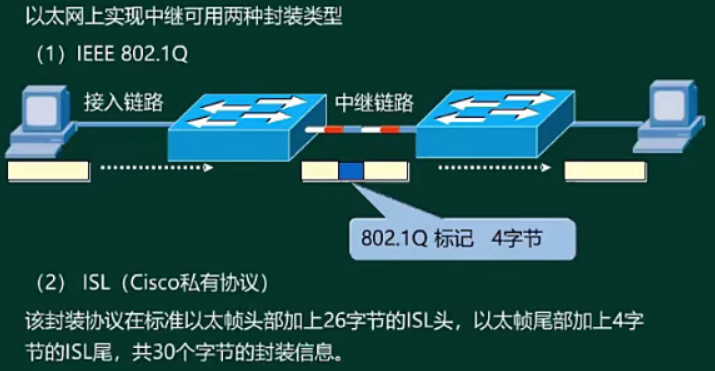 以太网上实现中继可用两种封装类型
（1）IEEE 802.1Q
接入链路 中继链路
802.1Q 标记 4字节
（2） ISL（Cisco私有协议）
该封装协议在标准以太帧头部加上26字节的ISL头，以太帧尾部加上4字
节的ISL尾，共30个字节的封装信息。